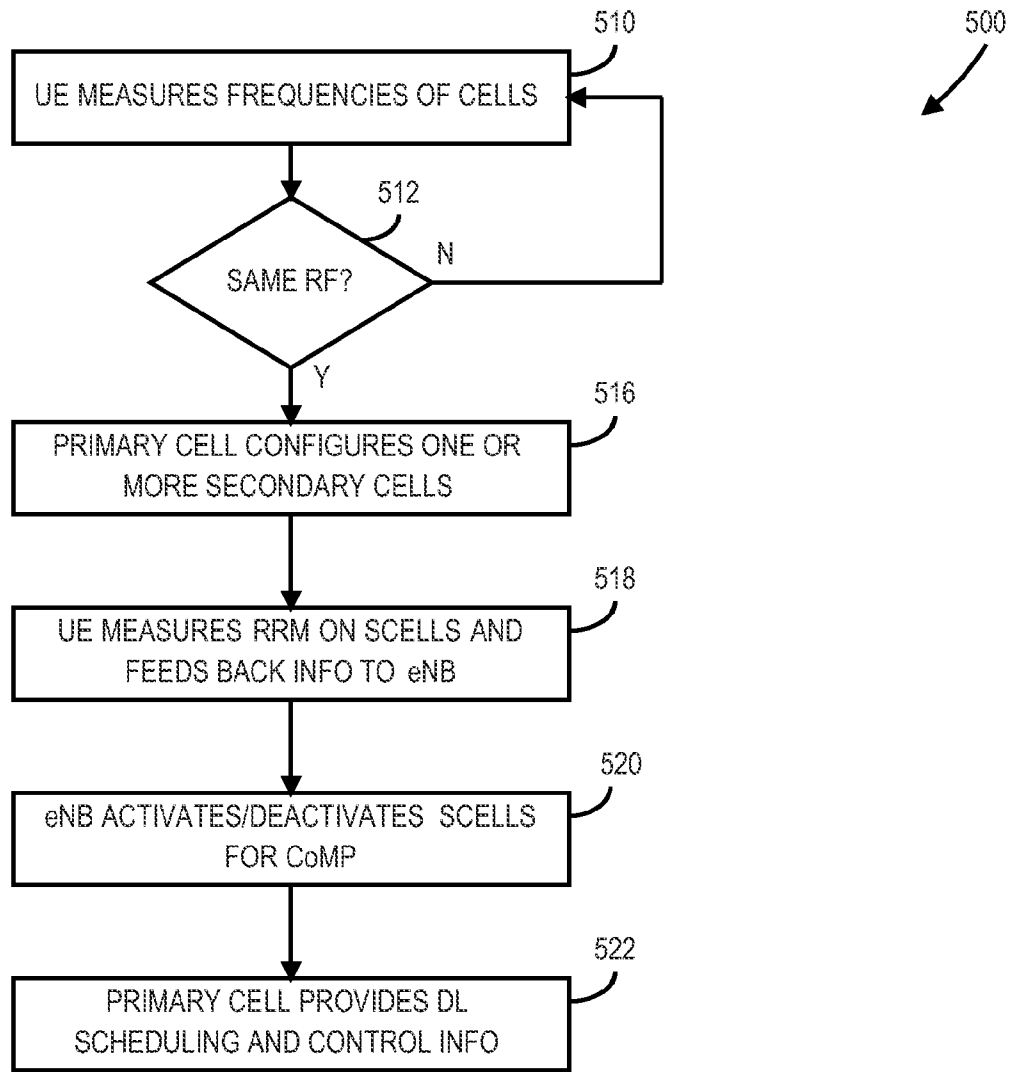 510
500
UE MEASURES FREQUENCIES OF CELLS
512
N
SAME RF?
Y
516
PRIMARY CELL CONFIGURES ONE OR
MORE SECONDARY CELLS
518
UE MEASURES RRM ON SCELLS AND
FEEDS BACK INFO TO eNB
520
eNB ACTIVATES/DEACTIVATES SCELLS
FOR CoMP
522
PRIMARY CELL PROVIDES DL
SCHEDULING AND CONTROL INFO